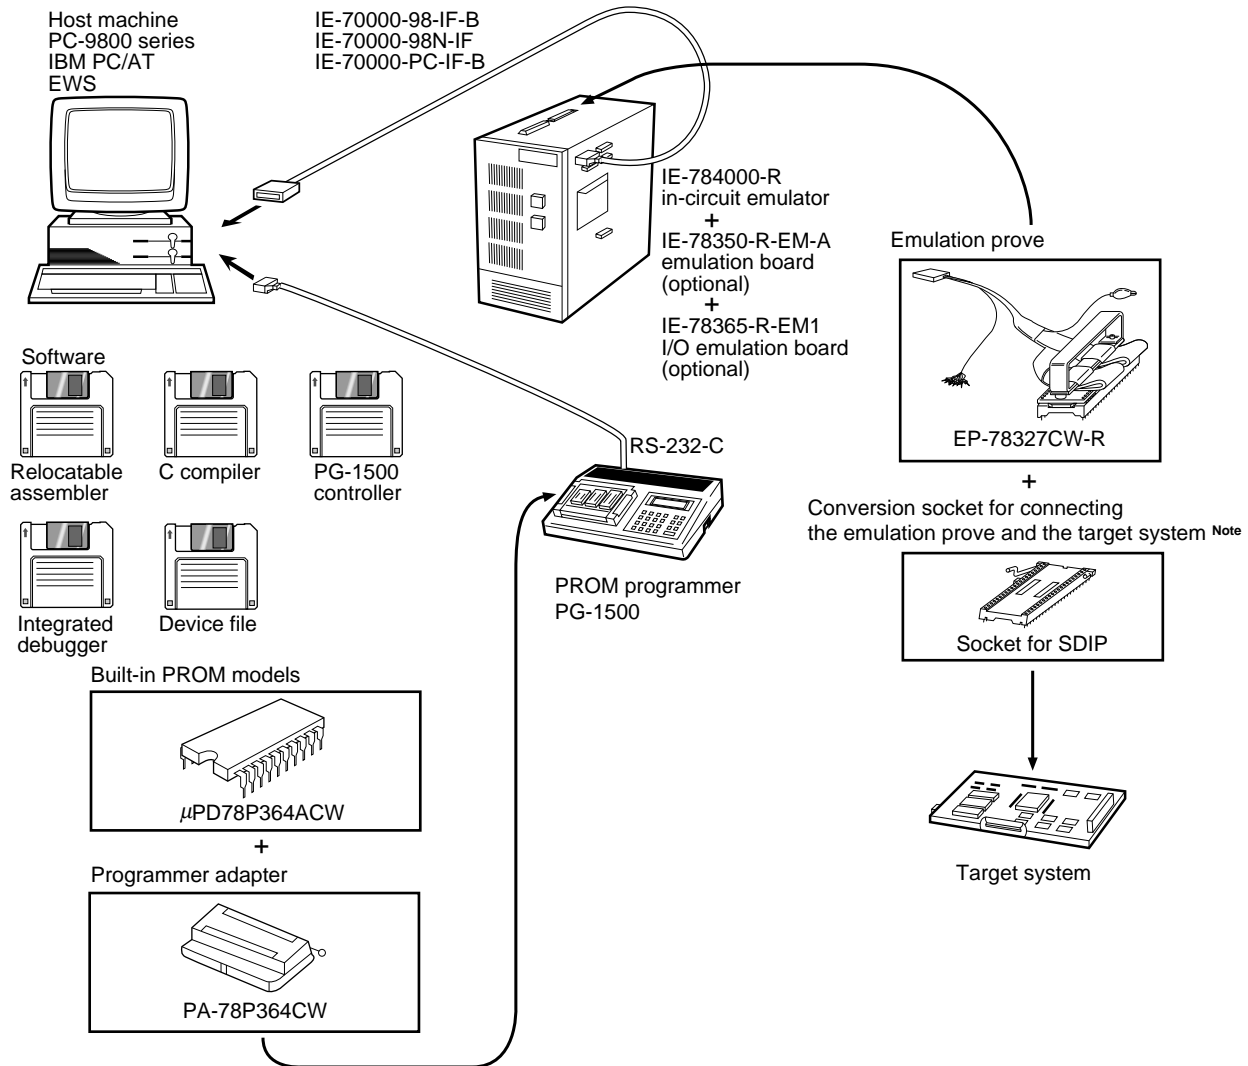 Host machine
PC-9800 series
IBM PC/AT
EWS
IE-70000-98-IF-B
IE-70000-98N-IF
IE-70000-PC-IF-B
IE-784000-R
in-circuit emulator
+
IE-78350-R-EM-A
emulation board
(optional)
+
IE-78365-R-EM1
I/O emulation board
(optional)
Emulation prove
EP-78327CW-R
+
Conversion socket for connecting
the emulation prove and the target system Note
Socket for SDIP
Target system
Software
Relocatable
assembler
C compiler
PG-1500
controller
Integrated
debugger
Device file
RS-232-C
PROM programmer
PG-1500
Built-in PROM models
μPD78P364ACW
+
Programmer adapter
PA-78P364CW